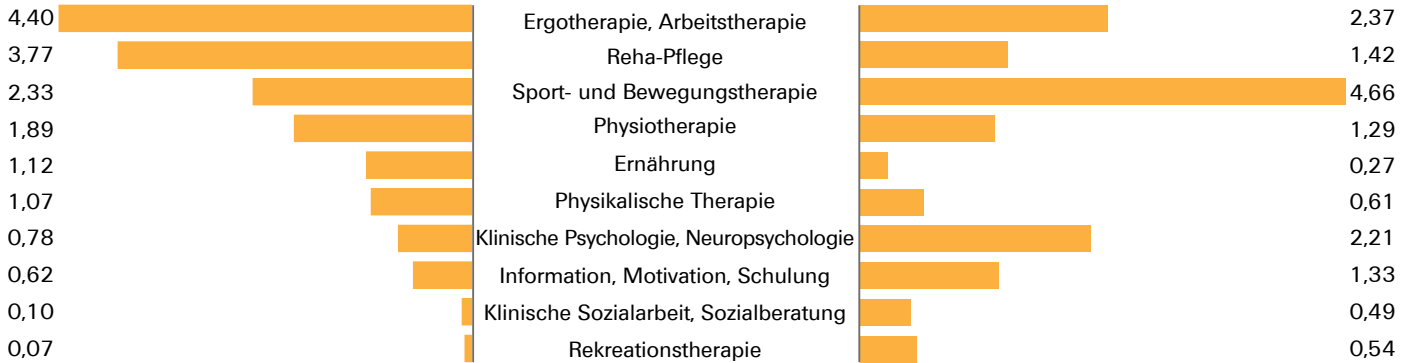 4,40 Ergotherapie, Arbeitstherapie 2,37
3,77 Reha-Pflege 1,42
2,33 Sport- und Bewegungstherapie 4,66
1,89 Physiotherapie 1,29
1,12 Ernährung 0,27
1,07 Physikalische Therapie 0,61
0,78 Klinische Psychologie, Neuropsychologie 2,21
0,62 Information, Motivation, Schulung 1,33
0,10 Klinische Sozialarbeit, Sozialberatung 0,49
0,07 Rekreationstherapie 0,54